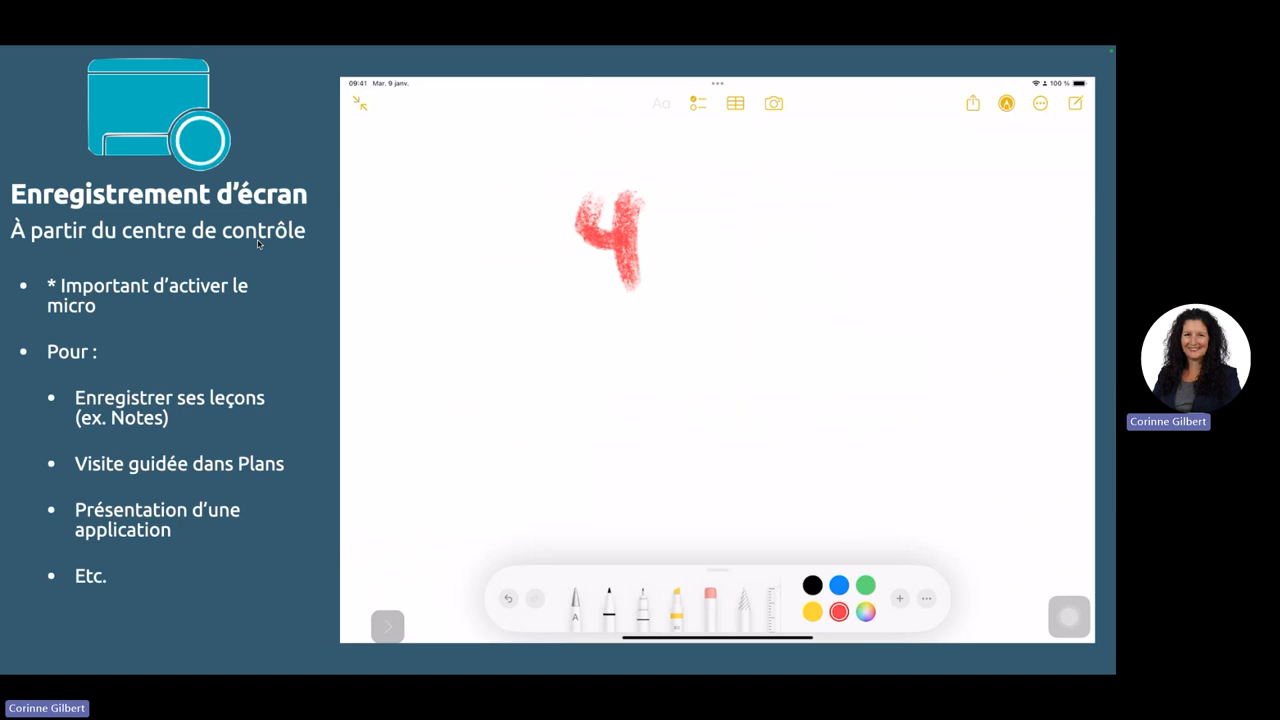 09:41 Mar. 9 janv.
100 %
Aa
4
Enregistrement d'écran
À partir du centre de contrôle
• * Important d'activer le
micro
• Pour :
• Enregistrer ses leçons
(ex. Notes)
• Visite guidée dans Plans
• Présentation d'une
application
• Etc.
A
Corinne Gilbert
Corinne Gilbert